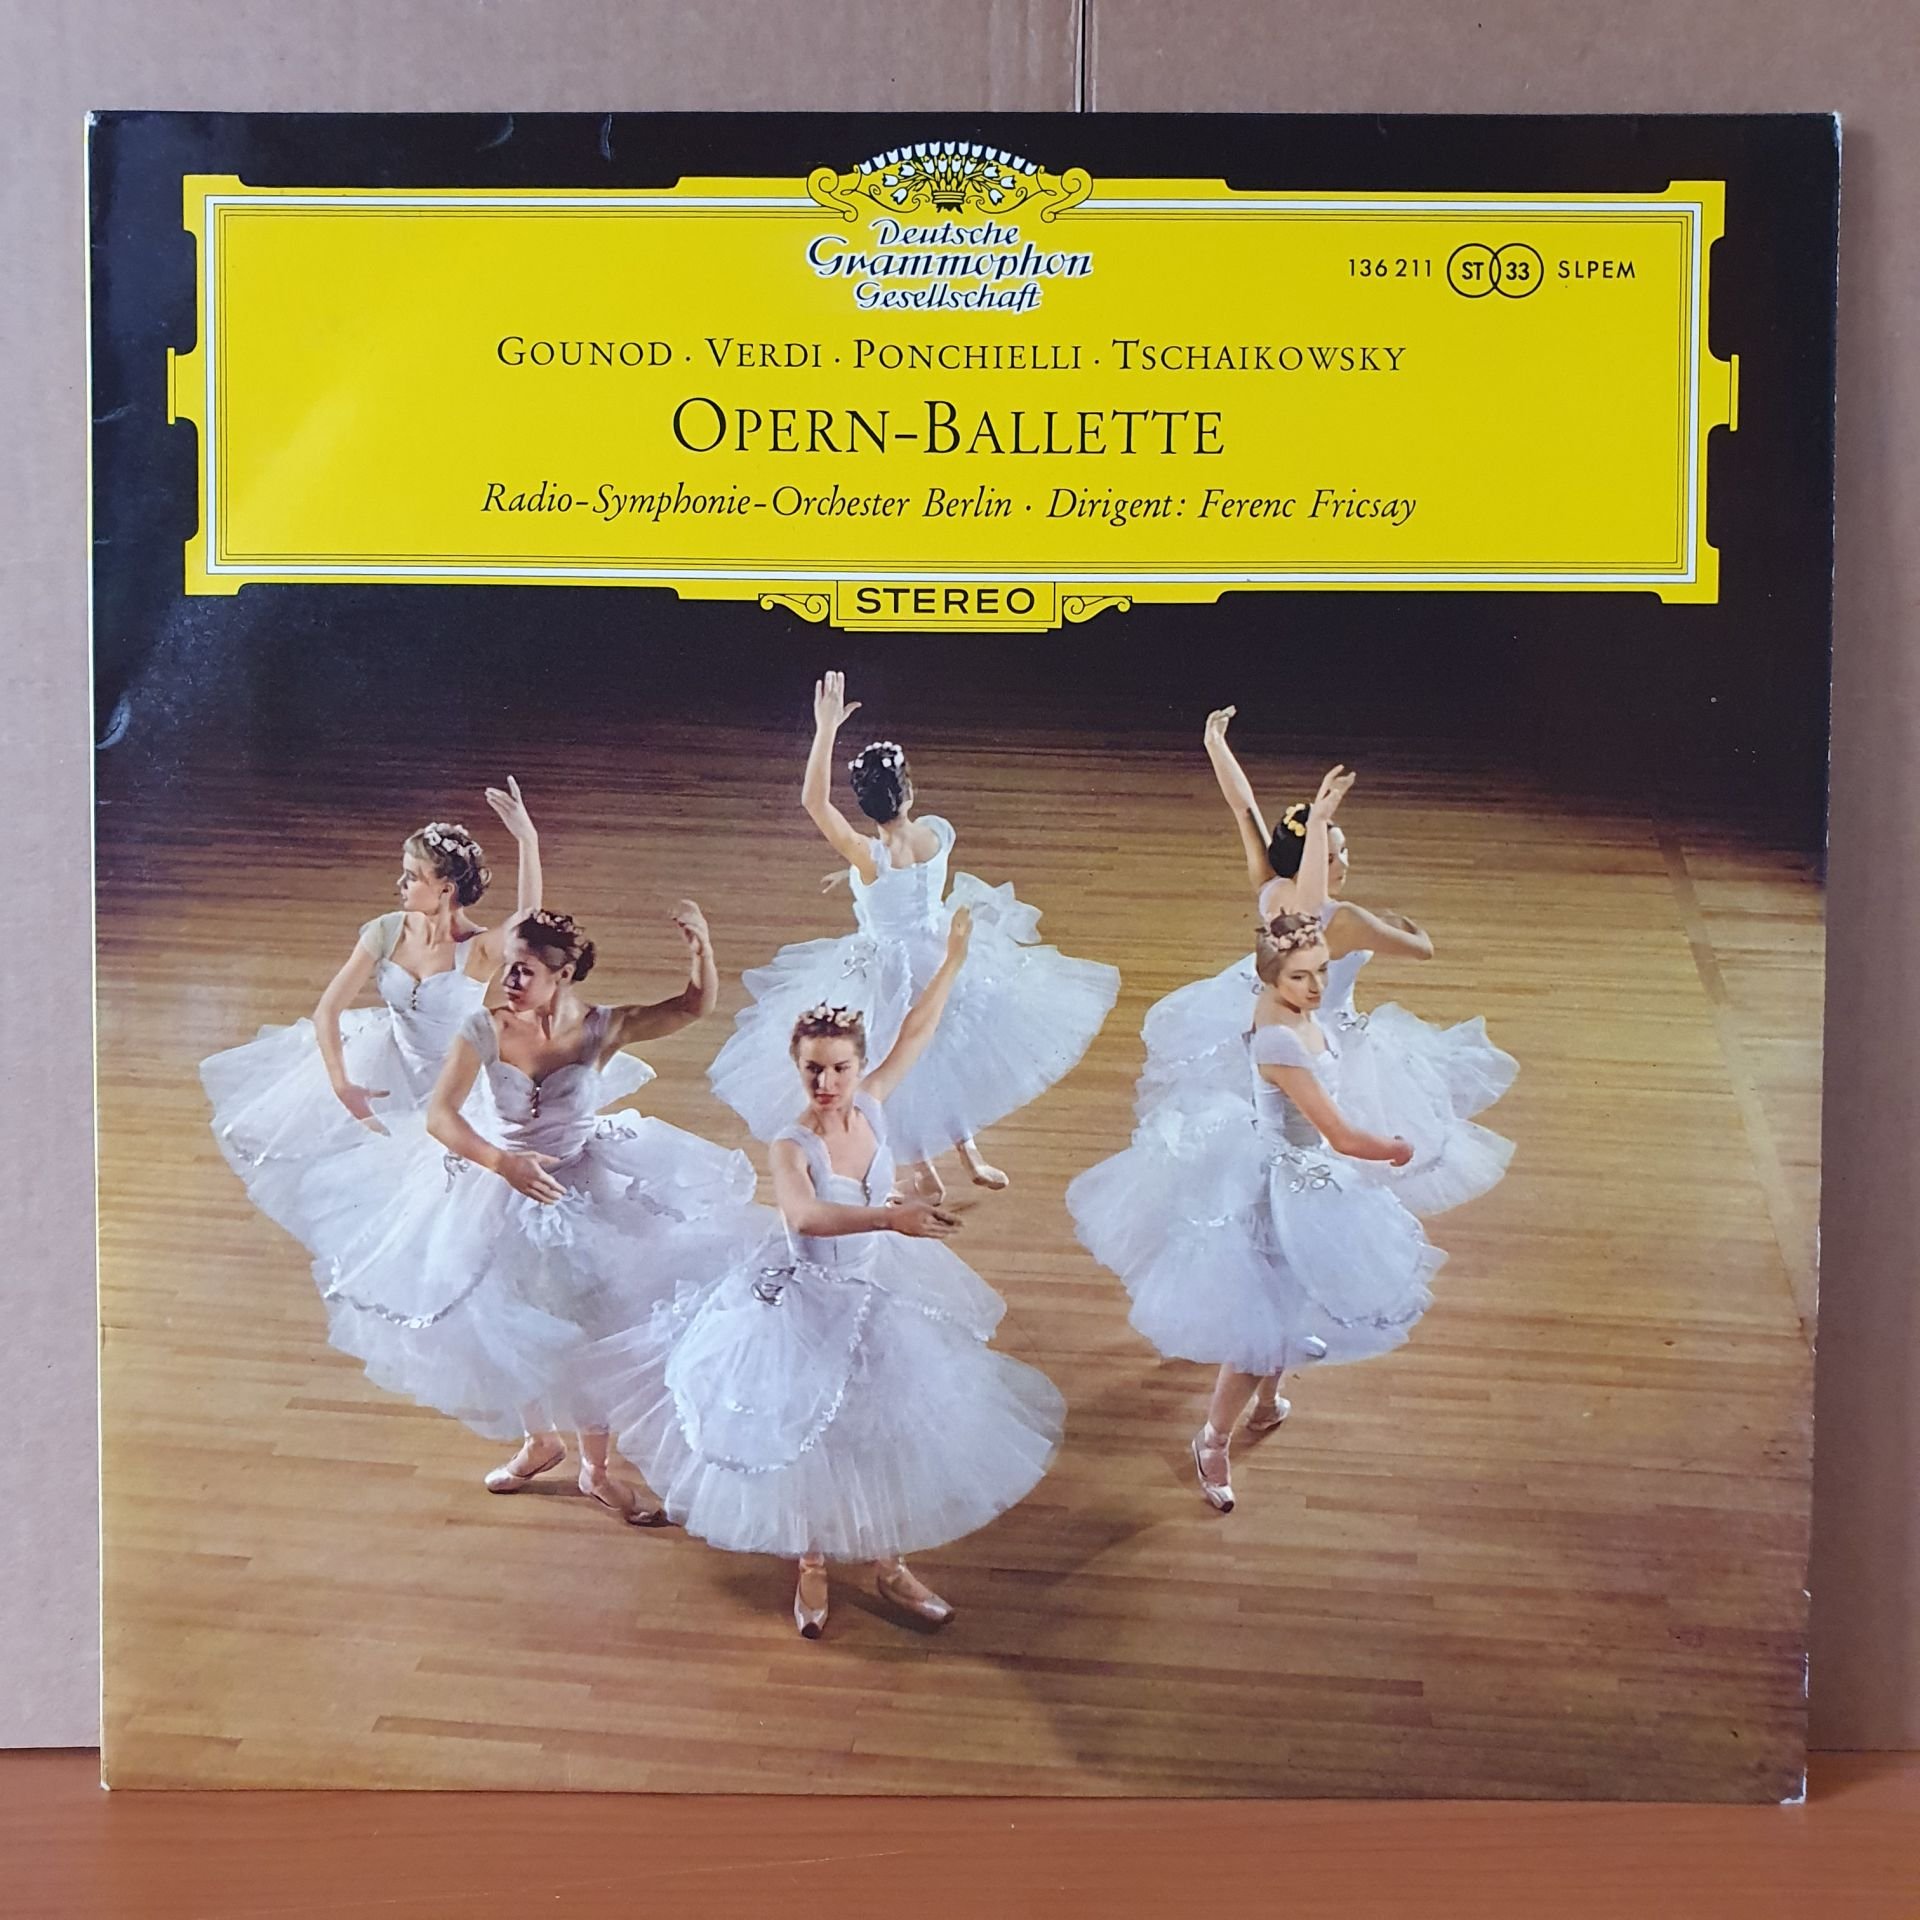 Deutsche
Grammophon
Gesellschaft
136 211 ST 33 SLPEM
GOUNOD · VERDI · PONCHIELLI · TSCHAIKOWSKY
OPERN-BALLETTE
Radio-Symphonie-Orchester Berlin · Dirigent: Ferenc Fricsay
STEREO